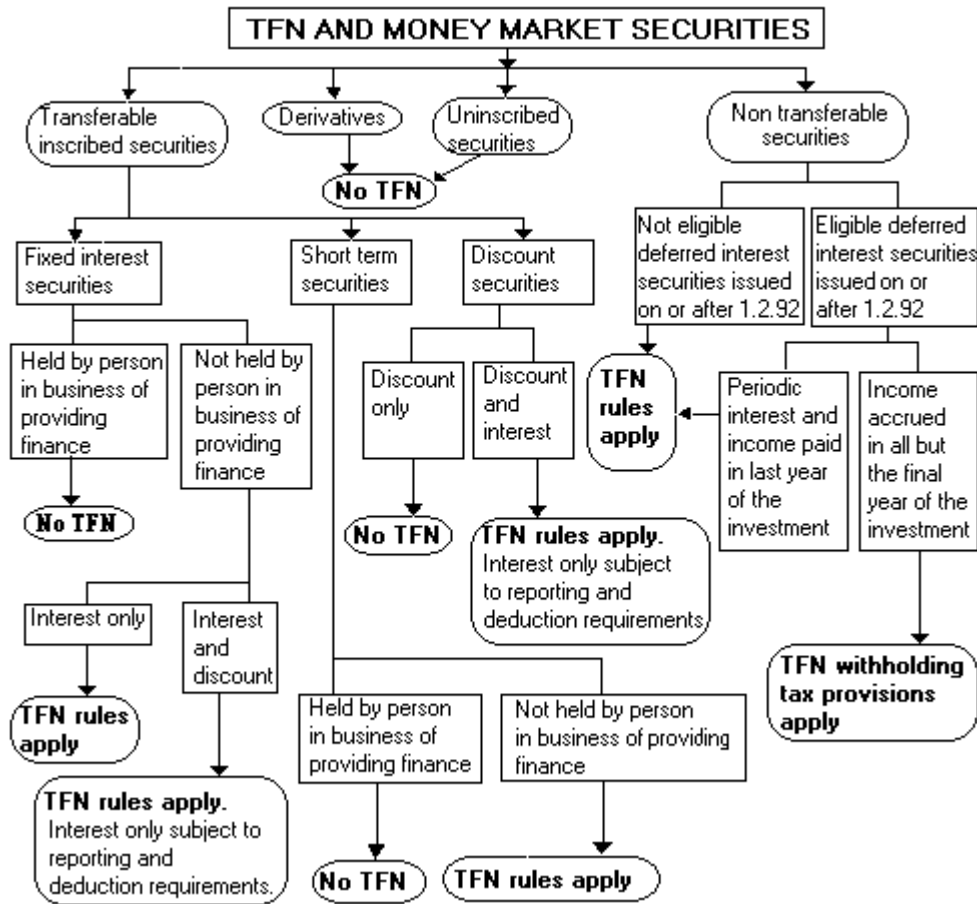 TFN AND MONEY MARKET SECURITIES
Transferable
inscribed securities
Derivatives
Uninscribed
securities
Non transferable
securities
No TFN
Fixed interest
securities
Short term
securities
Discount
securities
Not eligible
deferred interest
securities issued
on or after 1.2.92
Eligible deferred
interest securities
issued on or
after 1.2.92
Held by person
in business of
providing
finance
Not held by
person in
business of
providing
finance
Discount
only
Discount
and
interest
TFN
rules
apply
Periodic
interest and
income paid
in last year
of the
investment
Income
accrued
in all but
the final
year of the
investment
No TFN
No TFN
TFN rules apply.
Interest only subject
to reporting and
deduction requirements
Interest only
Interest
and
discount
TFN withholding
tax provisions
apply
TFN rules
apply
Held by person
in business of
providing finance
Not held by person
in business of providing
finance
TFN rules apply.
Interest only subject to
reporting and
deduction requirements.
No TFN
TFN rules apply